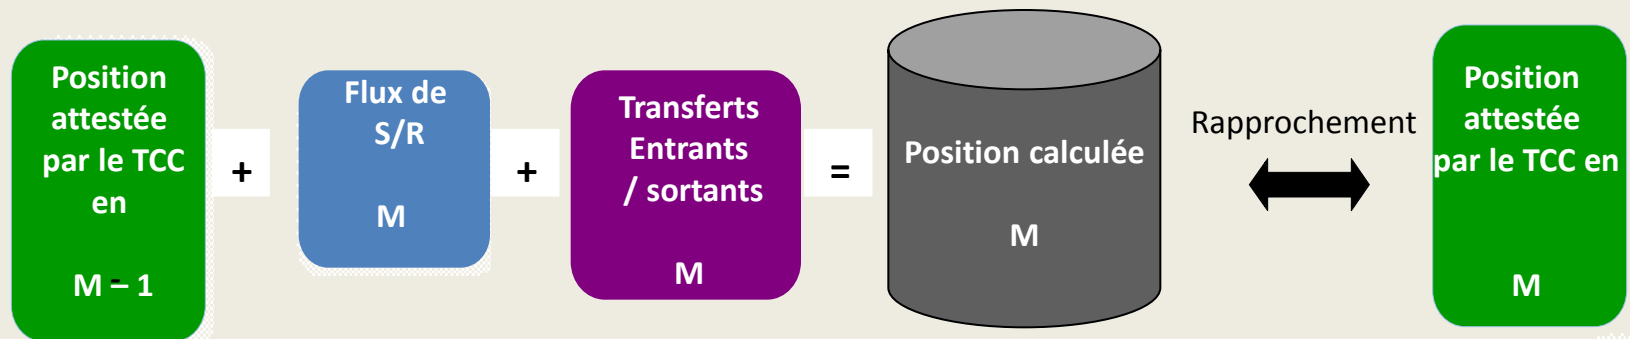 Position
attestée
par le TCC
en
M – 1
+
Flux de
S/R
M
+
Transferts
Entrants
/ sortants
M
=
Position calculée
M
Rapprochement
Position
attestée
par le TCC en
M